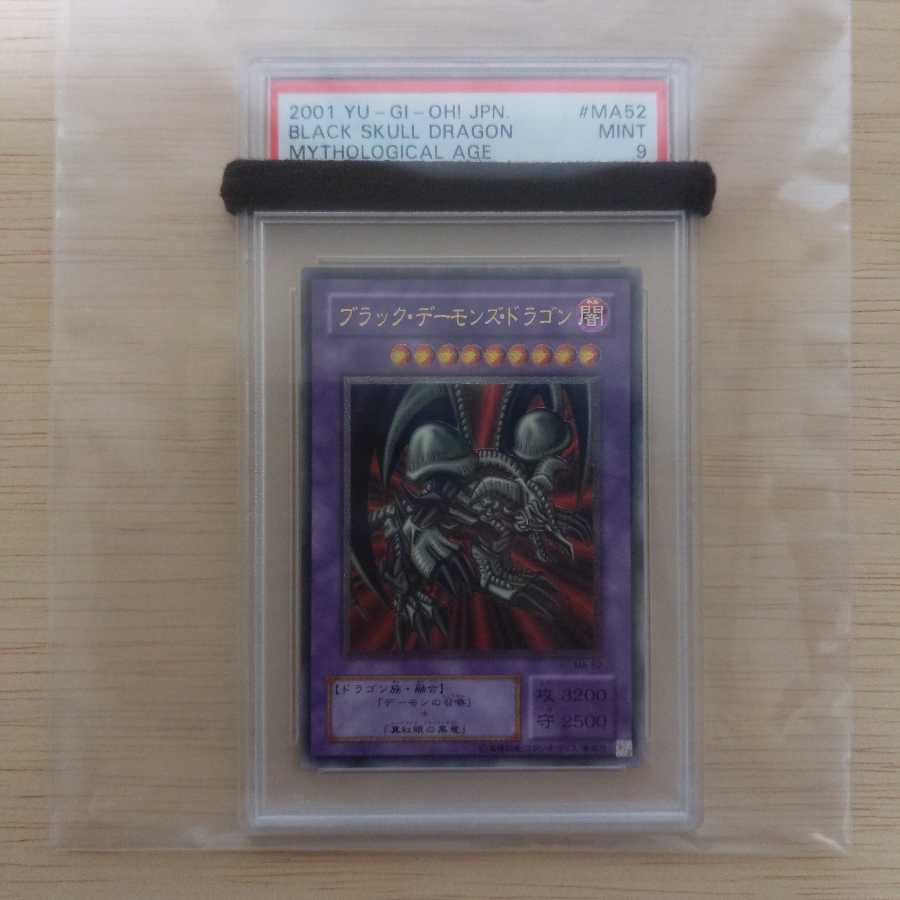 2001 YU-GI-OH! JPN. #MA52
BLACK SKULL DRAGON MINT
MYTHOLOGICAL AGE 9
ブラック・デーモンズ・ドラゴン 闇
MA-52
【ドラゴン族・融合】
「デーモンの召喚」
+
「真紅眼の黒竜」
攻 3200
守 2500